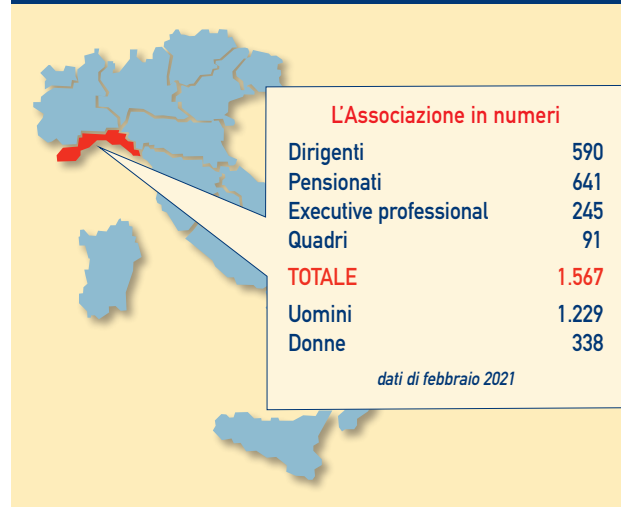 L'Associazione in numeri
Dirigenti 590
Pensionati 641
Executive professional 245
Quadri 91
TOTALE 1.567
Uomini 1.229
Donne 338
dati di febbraio 2021